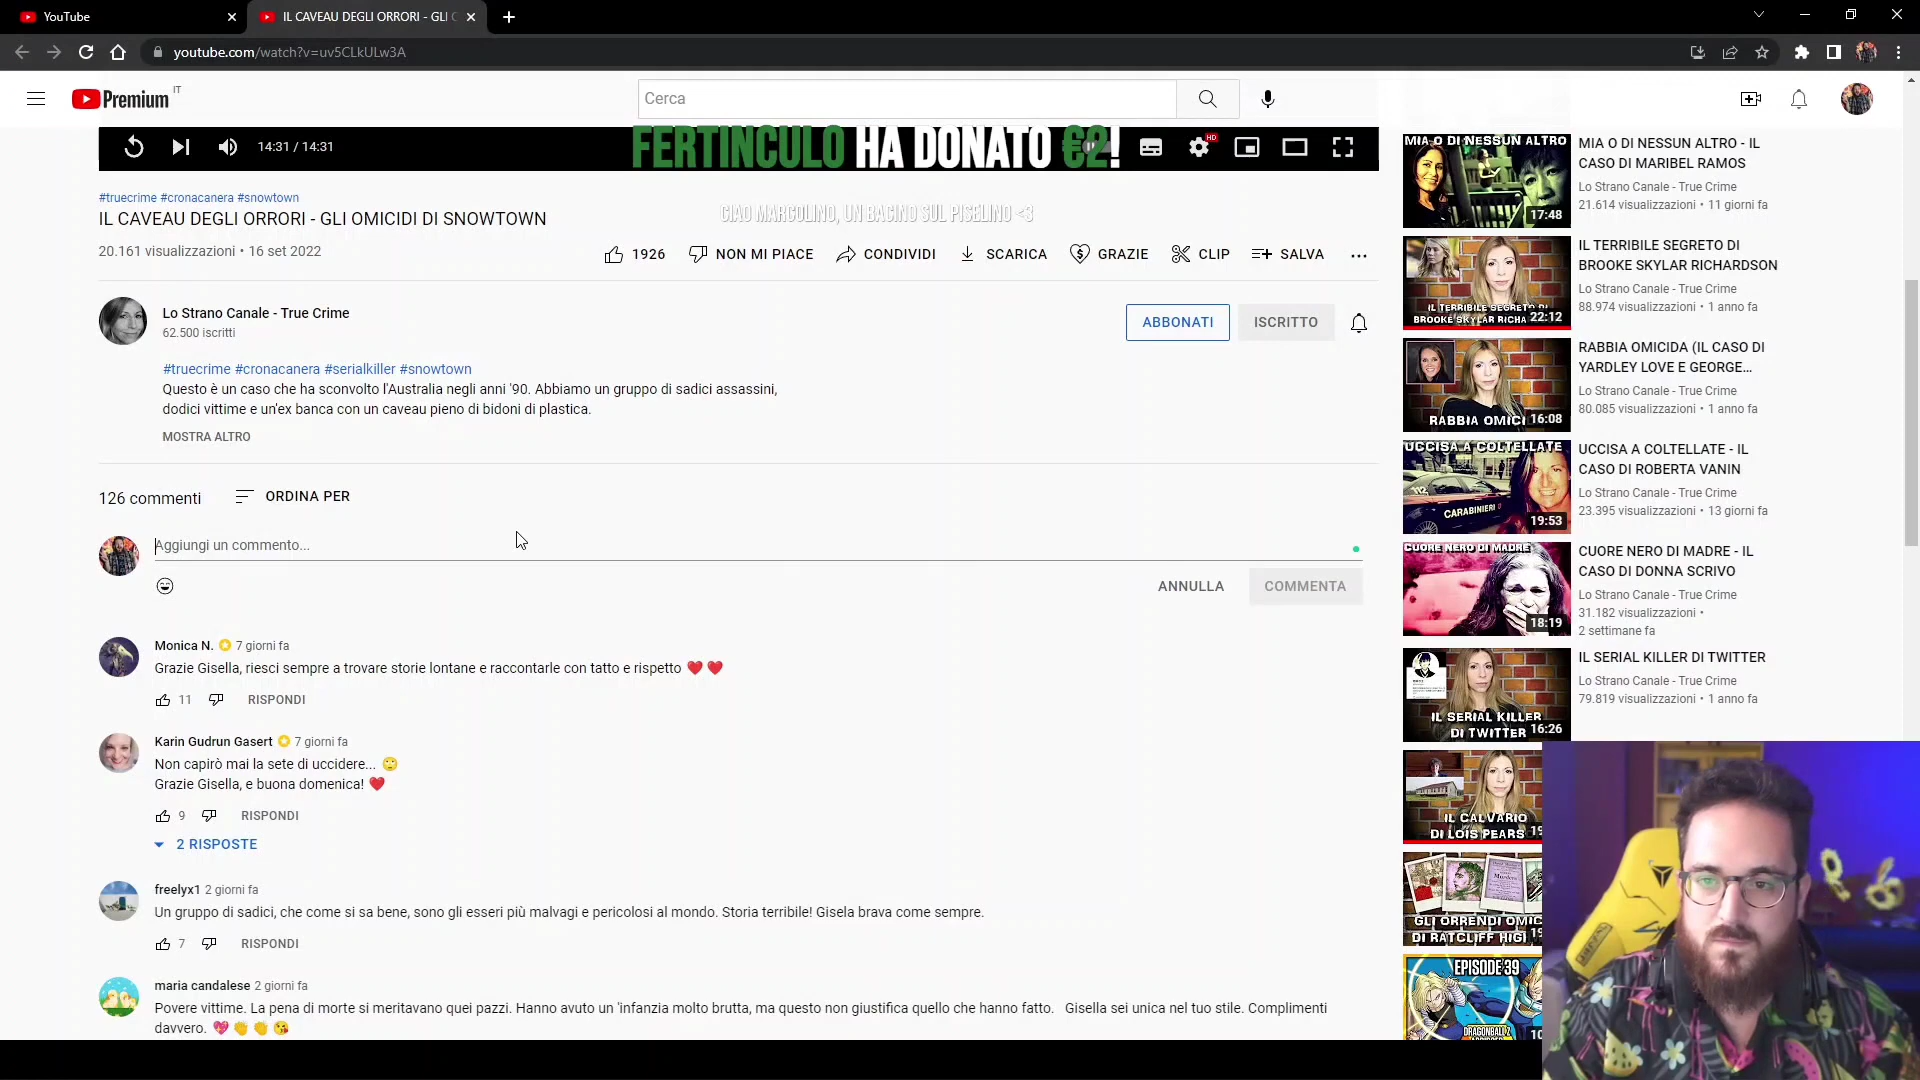 YouTube
IL CAVEAU DEGLI ORRORI - GLI O
youtube.com/watch?v=uv5CLkULw3A
Premium IT
Cerca
14:31 / 14:31
FERTINCULO HA DONATO €2!
HD
CIAO MARGOLINO, UN BACINO SUL PISELINO <3
#truecrime #cronacanera #snowtown
IL CAVEAU DEGLI ORRORI - GLI OMICIDI DI SNOWTOWN
20.161 visualizzazioni • 16 set 2022
1926
NON MI PIACE
CONDIVIDI
SCARICA
GRAZIE
CLIP
SALVA
Lo Strano Canale - True Crime
62.500 iscritti
ABBONATI
ISCRITTO
#truecrime #cronacanera #serialkiller #snowtown
Questo è un caso che ha sconvolto l'Australia negli anni '90. Abbiamo un gruppo di sadici assassini,
dodici vittime e un'ex banca con un caveau pieno di bidoni di plastica.
MOSTRA ALTRO
126 commenti
ORDINA PER
Aggiungi un commento...
ANNULLA
COMMENTA
Monica N. 7 giorni fa
Grazie Gisella, riesci sempre a trovare storie lontane e raccontarle con tatto e rispetto ❤️ ❤️
11
RISPONDI
Karin Gudrun Gasert 7 giorni fa
Non capirò mai la sete di uccidere... 🙄
Grazie Gisella, e buona domenica! ❤️
9
RISPONDI
2 RISPOSTE
freelyx1 2 giorni fa
Un gruppo di sadici, che come si sa bene, sono gli esseri più malvagi e pericolosi al mondo. Storia terribile! Gisela brava come sempre.
7
RISPONDI
maria candalese 2 giorni fa
Povere vittime. La pena di morte si meritavano quei pazzi. Hanno avuto un 'infanzia molto brutta, ma questo non giustifica quello che hanno fatto. Gisella sei unica nel tuo stile. Complimenti
davvero. 💖 👏 👏 😘
MIA O DI NESSUN ALTRO
17:48
MIA O DI NESSUN ALTRO - IL
CASO DI MARIBEL RAMOS
Lo Strano Canale - True Crime
21.614 visualizzazioni • 11 giorni fa
IL TERRIBILE SEGRETO DI
BROOKE SKYLAR RICHA
22:12
IL TERRIBILE SEGRETO DI
BROOKE SKYLAR RICHARDSON
Lo Strano Canale - True Crime
88.974 visualizzazioni • 1 anno fa
RABBIA OMICI
16:08
RABBIA OMICIDA (IL CASO DI
YARDLEY LOVE E GEORGE...
Lo Strano Canale - True Crime
80.085 visualizzazioni • 1 anno fa
UCCISA A COLTELLATE
112
CARABINIERI
19:53
UCCISA A COLTELLATE - IL
CASO DI ROBERTA VANIN
Lo Strano Canale - True Crime
23.395 visualizzazioni • 13 giorni fa
CUORE NERO DI MADRE
18:19
CUORE NERO DI MADRE - IL
CASO DI DONNA SCRIVO
Lo Strano Canale - True Crime
31.182 visualizzazioni •
2 settimane fa
IL SERIAL KILLER
DI TWITTER
16:26
IL SERIAL KILLER DI TWITTER
Lo Strano Canale - True Crime
79.819 visualizzazioni • 1 anno fa
IL CALVARIO
DI LOIS PEARS
19
GLI ORRENDI OMIC
DI RATCLIFF HIGI
19
EPISODE 39
DRAGONBALL Z
10